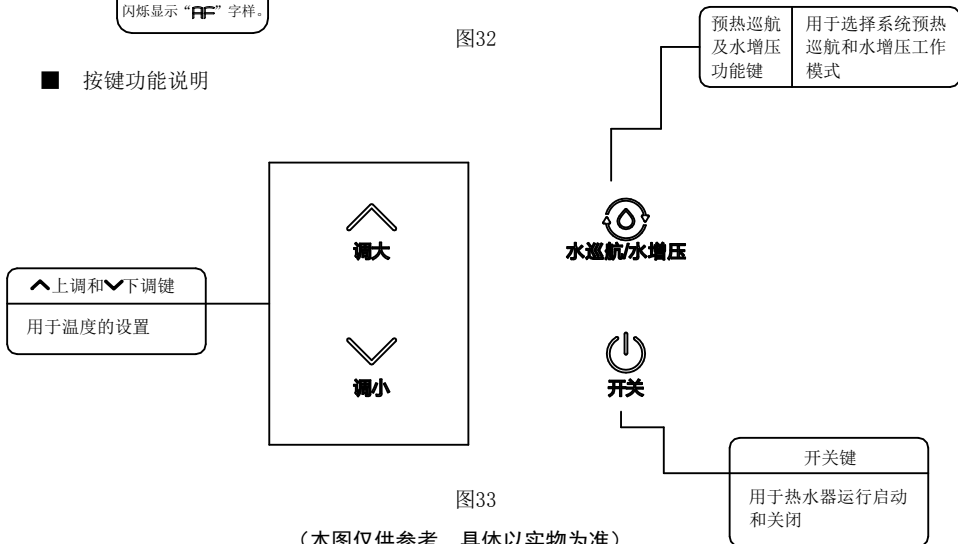 闪烁显示“AF”字样。
图32
预热巡航
及水增压
功能键
用于选择系统预热
巡航和水增压工作
模式
■ 按键功能说明
调大
水巡航/水增压
上调和下调键
用于温度的设置
调小
开关
开关键
用于热水器运行启动
和关闭
图33
(本图仅供参考，具体以实物为准)